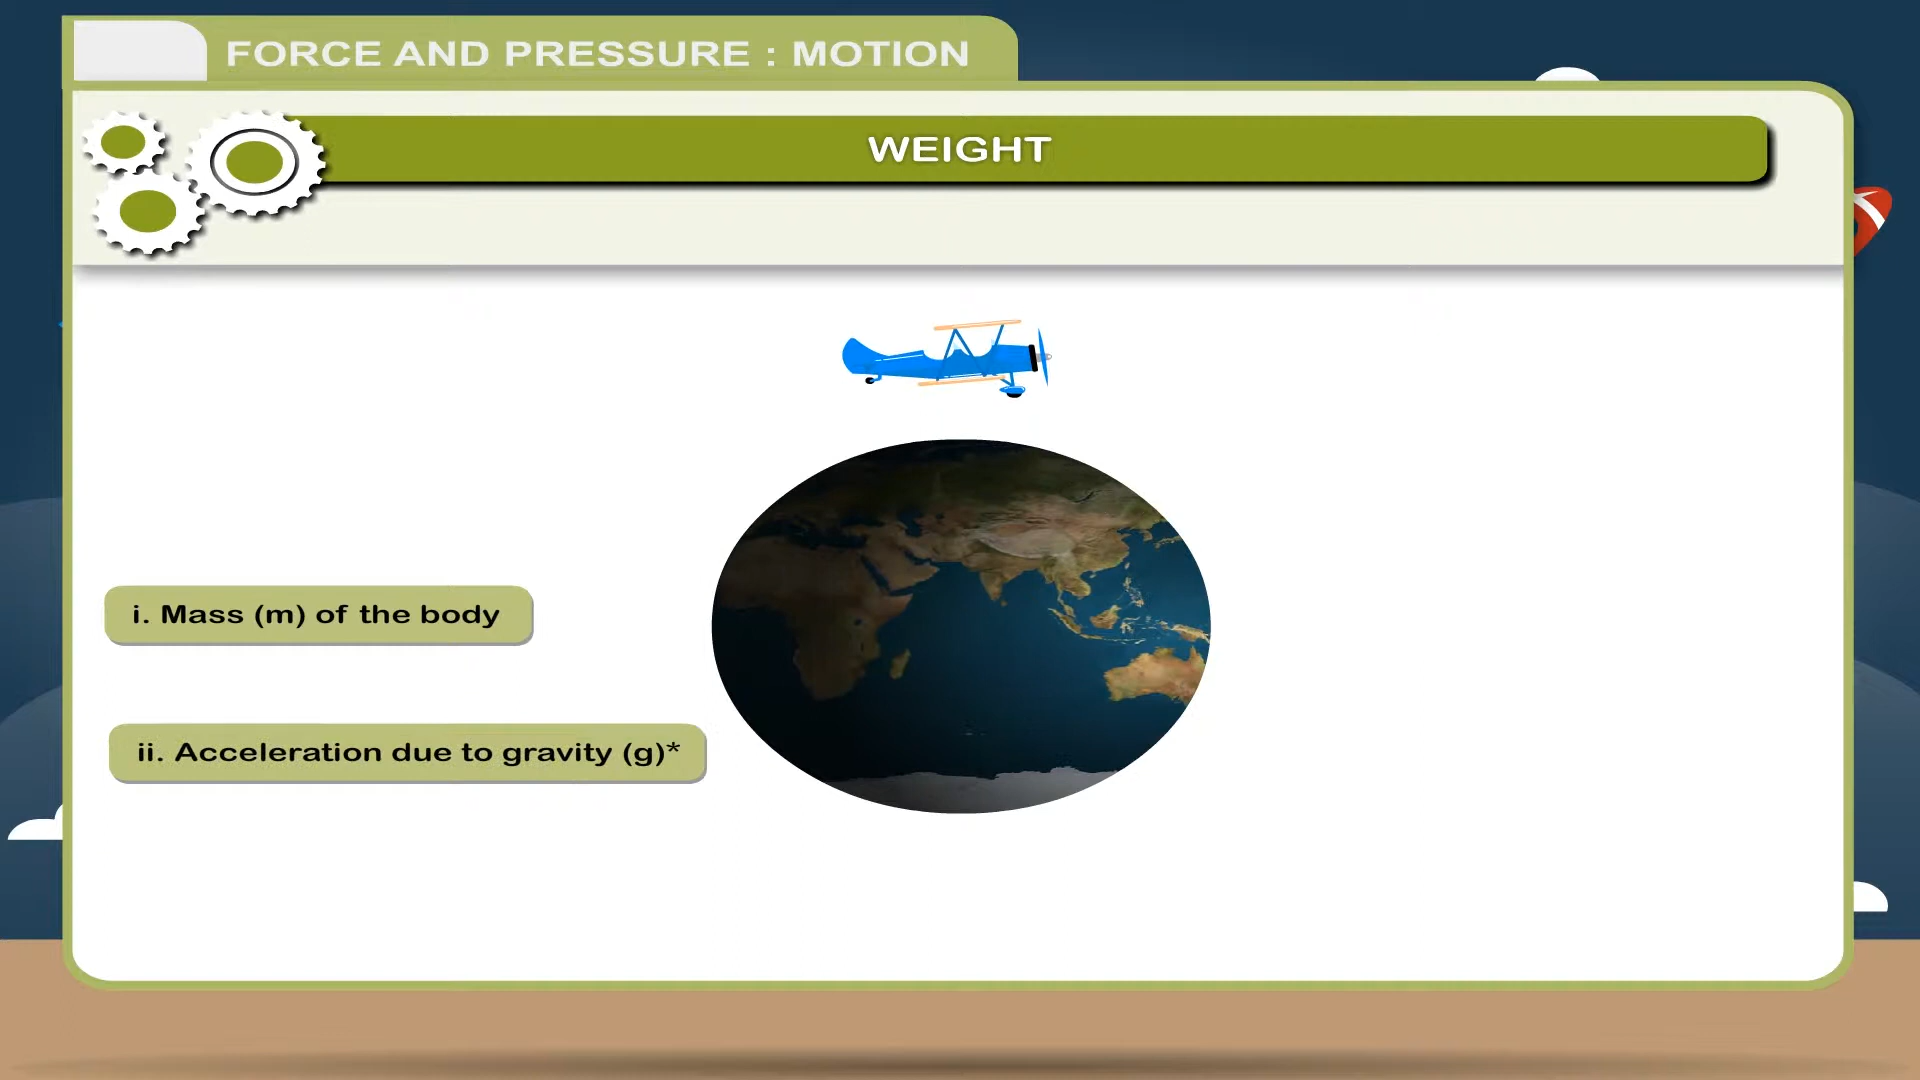 FORCE AND PRESSURE : MOTION
WEIGHT
i. Mass (m) of the body
ii. Acceleration due to gravity (g)*